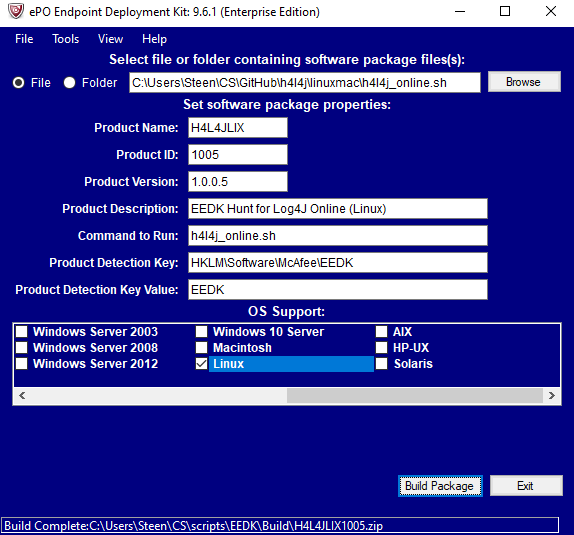 ePO Endpoint Deployment Kit: 9.6.1 (Enterprise Edition)
File Tools View Help
Select file or folder containing software package files(s):
File Folder C:\Users\Steen\CS\GitHub\h4l4j\linuxmac\h4l4j_online.sh Browse
Set software package properties:
Product Name: H4L4JLIX
Product ID: 1005
Product Version: 1.0.0.5
Product Description: EEDK Hunt for Log4J Online (Linux)
Command to Run: h4l4j_online.sh
Product Detection Key: HKLM\Software\McAfee\EEDK
Product Detection Key Value: EEDK
OS Support:
Windows Server 2003 Windows 10 Server AIX
Windows Server 2008 Macintosh HP-UX
Windows Server 2012 Linux Solaris
Build Package Exit
Build Complete:C:\Users\Steen\CS\scripts\EEDK\Build\H4L4JLIX1005.zip